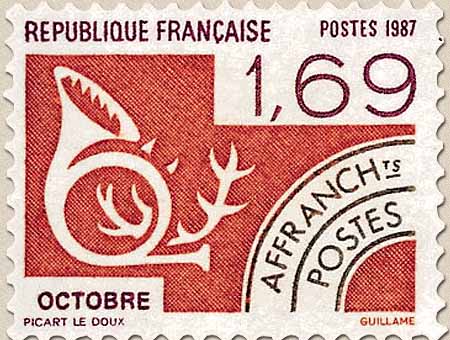 REPUBLIQUE FRANÇAISE POSTES 1987
1,69
AFFRANCHTS
POSTES
OCTOBRE
PICART LE DOUX GUILLAME